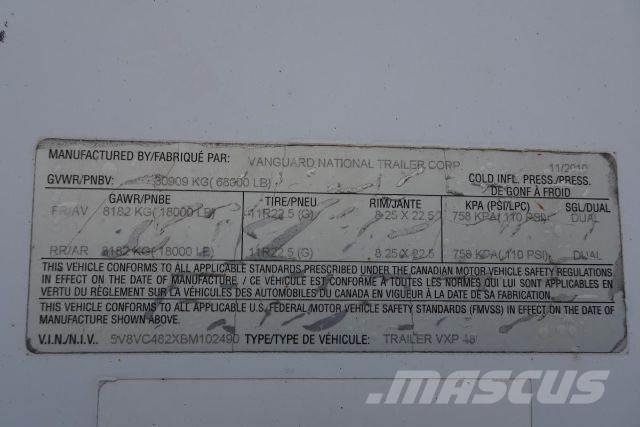 MANUFACTURED BY/FABRIQUÉ PAR: VANGUARD NATIONAL TRAILER CORP 11/2010
GVWR/PNBV: 30909 KG( 68000 LB) COLD INFL. PRESS./PRESS.
DE GONF À FROID
GAWR/PNBE TIRE/PNEU RIM/JANTE KPA (PSI/LPC) SGL/DUAL
FR/AV 8182 KG( 18000 LB) 11R22.5 (G) 8.25 X 22.5 758 KPA( 110 PSI) DUAL
RR/AR 8182 KG( 18000 LB) 11R22.5 (G) 8.25 X 22.5 758 KPA( 110 PSI) DUAL
THIS VEHICLE CONFORMS TO ALL APPLICABLE STANDARDS PRESCRIBED UNDER THE CANADIAN MOTOR VEHICLE SAFETY REGULATIONS
IN EFFECT ON THE DATE OF MANUFACTURE. / CE VÉHICULE EST CONFORME À TOUTES LES NORMES QUI LUI SONT APPLICABLES EN
VERTU DU RÈGLEMENT SUR LA SÉCURITÉ DES VÉHICULES AUTOMOBILES DU CANADA EN VIGUEUR À LA DATE DE SA FABRICATION.
THIS VEHICLE CONFORMS TO ALL APPLICABLE U.S. FEDERAL MOTOR VEHICLE SAFETY STANDARDS (FMVSS) IN EFFECT ON THE DATE OF
MANUFACTURE SHOWN ABOVE.
V.I.N./N.I.V. 5V8VC482XBM102490 TYPE/TYPE DE VÉHICULE: TRAILER VXP 48'
MASCUS